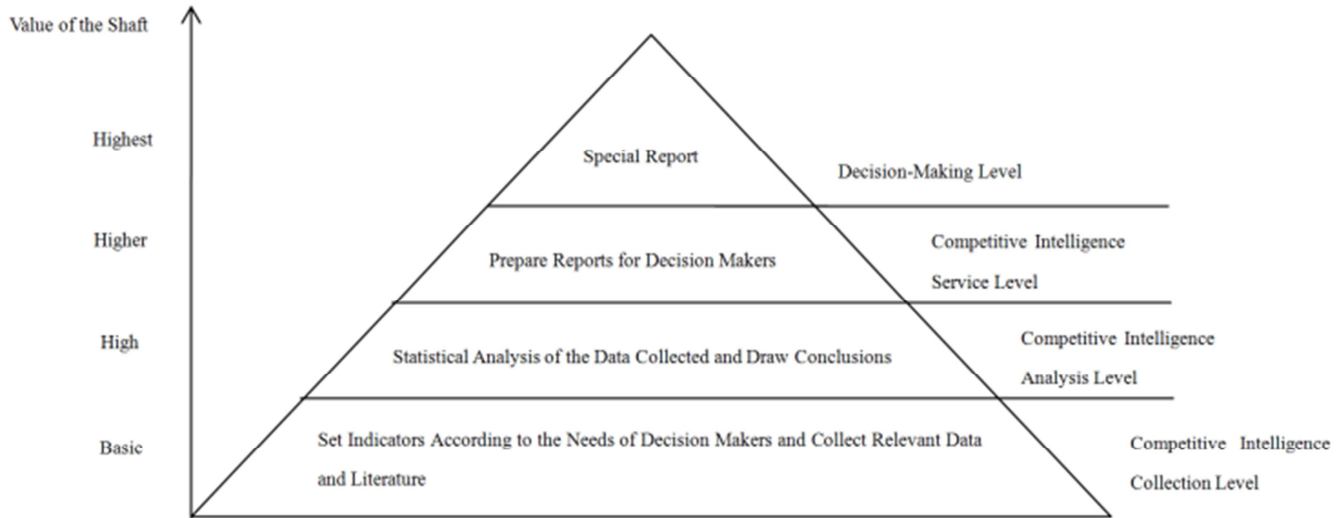 Value of the Shaft
Highest
Special Report
Decision-Making Level
Higher
Prepare Reports for Decision Makers
Competitive Intelligence
Service Level
High
Statistical Analysis of the Data Collected and Draw Conclusions
Competitive Intelligence
Analysis Level
Basic
Set Indicators According to the Needs of Decision Makers and Collect Relevant Data
and Literature
Competitive Intelligence
Collection Level